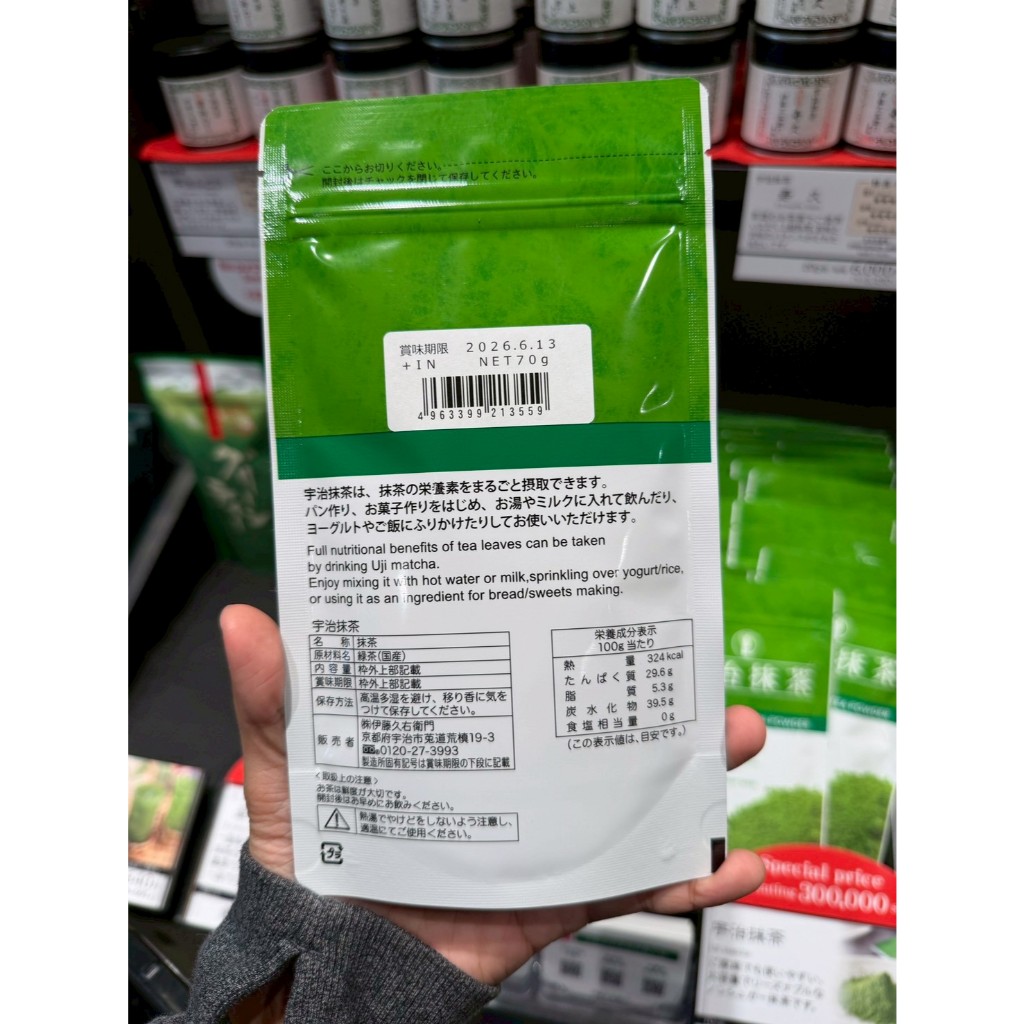 ここからお切りください。
開封後はチャックを閉じて保存してください。
賞味期限 2026.6.13
+IN NET70g
4 963399 213559
宇治抹茶は、抹茶の栄養素をまるごと摂取できます。
パン作り、お菓子作りをはじめ、お湯やミルクに入れて飲んだり、
ヨーグルトやご飯にふりかけたりしてお使いいただけます。
Full nutritional benefits of tea leaves can be taken
by drinking Uji matcha.
Enjoy mixing it with hot water or milk,sprinkling over yogurt/rice,
or using it as an ingredient for bread/sweets making.
宇治抹茶
名称 抹茶
原材料名 緑茶(国産)
内容量 枠外上部記載
賞味期限 枠外上部記載
保存方法 高温多湿を避け、移り香に気を
つけて保存してください。
販売者 ㈱伊藤久右衛門
京都府宇治市莵道荒槇19-3
0120-27-3993
製造所固有記号は賞味期限の下段に記載
栄養成分表示
100g当たり
熱量 324kcal
たんぱく質 29.6g
脂質 5.3g
炭水化物 39.5g
食塩相当量 0g
(この表示値は、目安です。)
<取扱上の注意>
お茶は鮮度が大切です。
開封後はお早めにお飲みください。
熱湯でやけどをしないよう注意し、
適温にてご使用ください。
治抹茶
抹茶
Special price
300,000
宇治抹茶